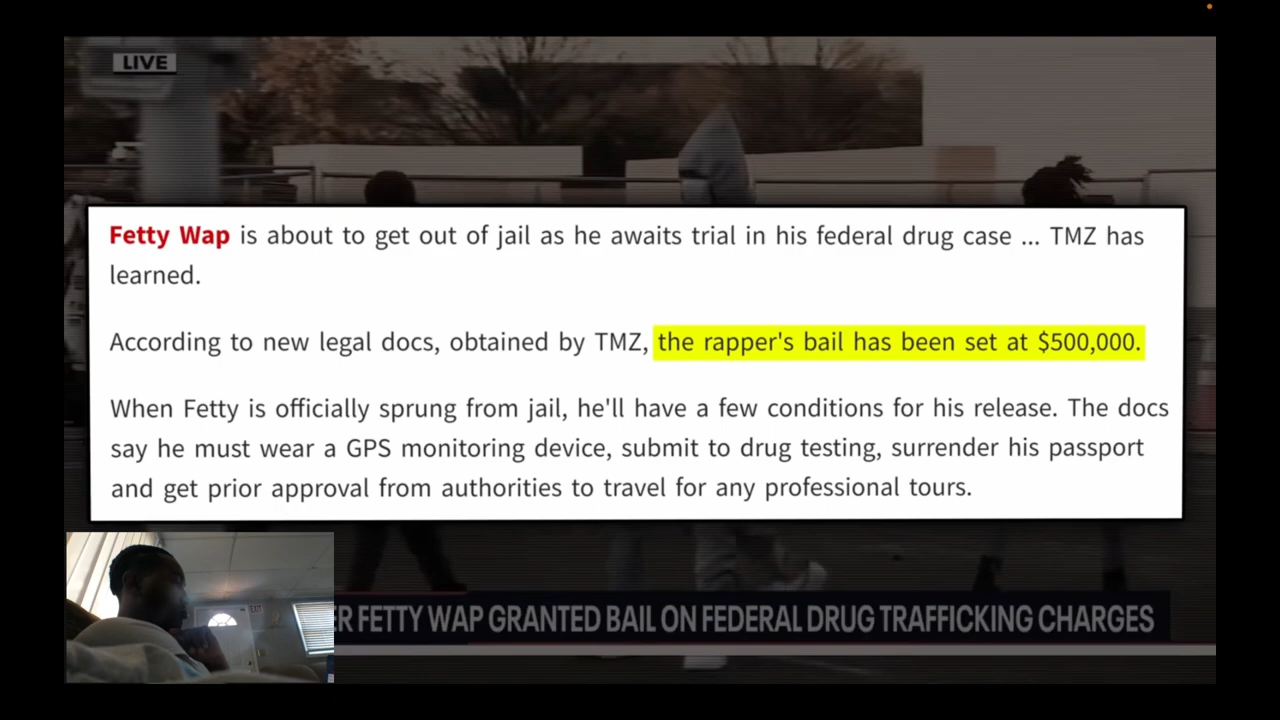 LIVE
Fetty Wap is about to get out of jail as he awaits trial in his federal drug case ... TMZ has
learned.
According to new legal docs, obtained by TMZ, the rapper's bail has been set at $500,000.
When Fetty is officially sprung from jail, he'll have a few conditions for his release. The docs
say he must wear a GPS monitoring device, submit to drug testing, surrender his passport
and get prior approval from authorities to travel for any professional tours.
EXIT
ER FETTY WAP GRANTED BAIL ON FEDERAL DRUG TRAFFICKING CHARGES